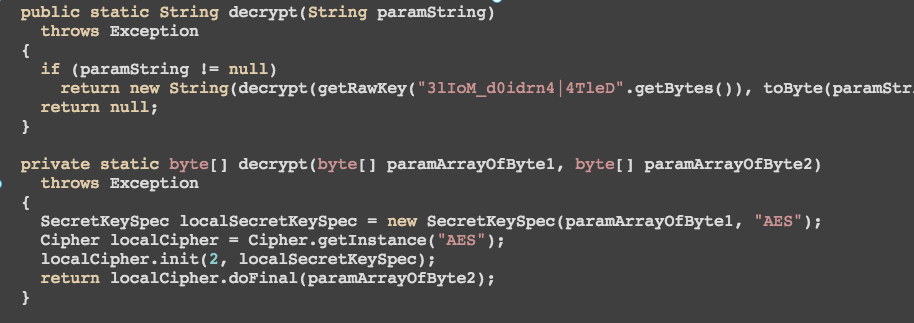 public static String decrypt(String paramString)
throws Exception
{
if (paramString != null)
return new String(decrypt(getRawKey("3lIoM_d0idrn4|4TleD".getBytes()), toByte(paramStr
return null;
}
private static byte[] decrypt(byte[] paramArrayOfByte1, byte[] paramArrayOfByte2)
throws Exception
{
SecretKeySpec localSecretKeySpec = new SecretKeySpec(paramArrayOfByte1, "AES");
Cipher localCipher = Cipher.getInstance("AES");
localCipher.init(2, localSecretKeySpec);
return localCipher.doFinal(paramArrayOfByte2);
}